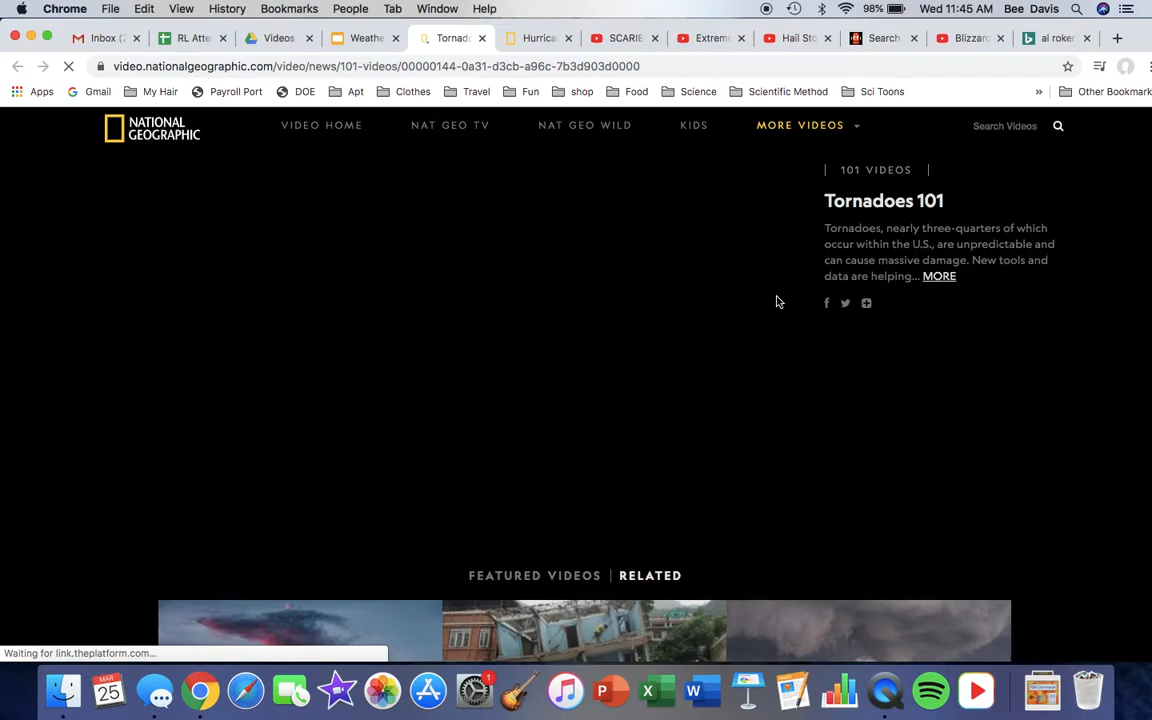 Chrome File Edit View History Bookmarks People Tab Window Help 98% Wed 11:45 AM Bee Davis
Inbox (2 RL Atte Videos Weathe Tornad Hurrica SCARIE Extrem Hail Sto Search Blizzard al roker
video.nationalgeographic.com/video/news/101-videos/00000144-0a31-d3cb-a96c-7b3d903d0000
Apps Gmail My Hair Payroll Port DOE Apt Clothes Travel Fun shop Food Science Scientific Method Sci Toons » Other Bookmark
NATIONAL
GEOGRAPHIC
VIDEO HOME NAT GEO TV NAT GEO WILD KIDS MORE VIDEOS Search Videos
101 VIDEOS
Tornadoes 101
Tornadoes, nearly three-quarters of which
occur within the U.S., are unpredictable and
can cause massive damage. New tools and
data are helping... MORE
FEATURED VIDEOS | RELATED
Waiting for link.theplatform.com...
MAR
25
1